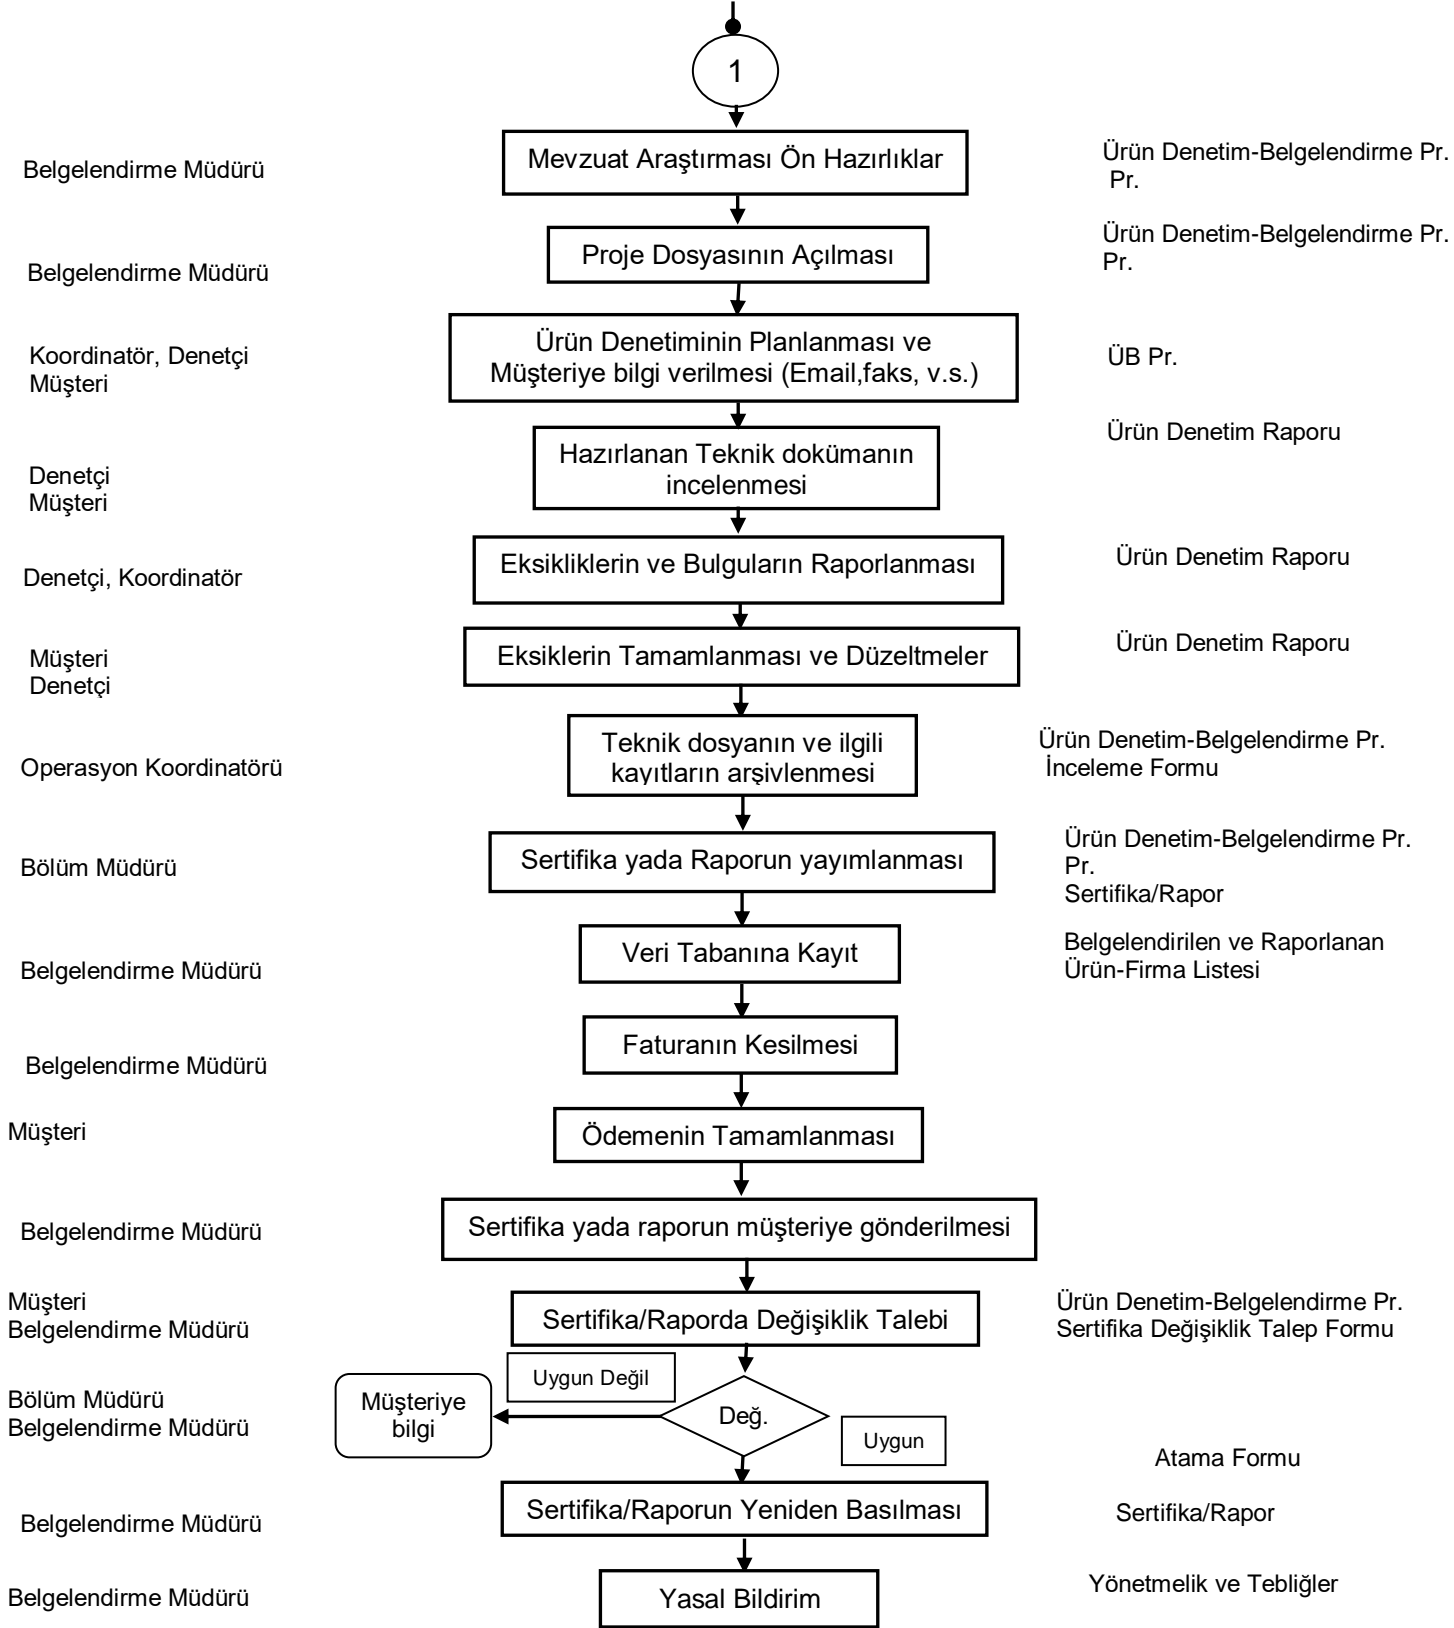 1
Belgelendirme Müdürü
Mevzuat Araştırması Ön Hazırlıklar
Ürün Denetim-Belgelendirme Pr.
Pr.
Belgelendirme Müdürü
Proje Dosyasının Açılması
Ürün Denetim-Belgelendirme Pr.
Pr.
Koordinatör, Denetçi
Müşteri
Ürün Denetiminin Planlanması ve
Müşteriye bilgi verilmesi (Email,faks, v.s.)
ÜB Pr.
Denetçi
Müşteri
Hazırlanan Teknik dokümanın
incelenmesi
Ürün Denetim Raporu
Denetçi, Koordinatör
Eksikliklerin ve Bulguların Raporlanması
Ürün Denetim Raporu
Müşteri
Denetçi
Eksiklerin Tamamlanması ve Düzeltmeler
Ürün Denetim Raporu
Operasyon Koordinatörü
Teknik dosyanın ve ilgili
kayıtların arşivlenmesi
Ürün Denetim-Belgelendirme Pr.
İnceleme Formu
Bölüm Müdürü
Sertifika yada Raporun yayımlanması
Ürün Denetim-Belgelendirme Pr.
Pr.
Sertifika/Rapor
Belgelendirme Müdürü
Veri Tabanına Kayıt
Belgelendirilen ve Raporlanan
Ürün-Firma Listesi
Belgelendirme Müdürü
Faturanın Kesilmesi
Müşteri
Ödemenin Tamamlanması
Belgelendirme Müdürü
Sertifika yada raporun müşteriye gönderilmesi
Müşteri
Belgelendirme Müdürü
Sertifika/Raporda Değişiklik Talebi
Ürün Denetim-Belgelendirme Pr.
Sertifika Değişiklik Talep Formu
Bölüm Müdürü
Belgelendirme Müdürü
Müşteriye
bilgi
Uygun Değil
Değ.
Uygun
Atama Formu
Belgelendirme Müdürü
Sertifika/Raporun Yeniden Basılması
Sertifika/Rapor
Belgelendirme Müdürü
Yasal Bildirim
Yönetmelik ve Tebliğler